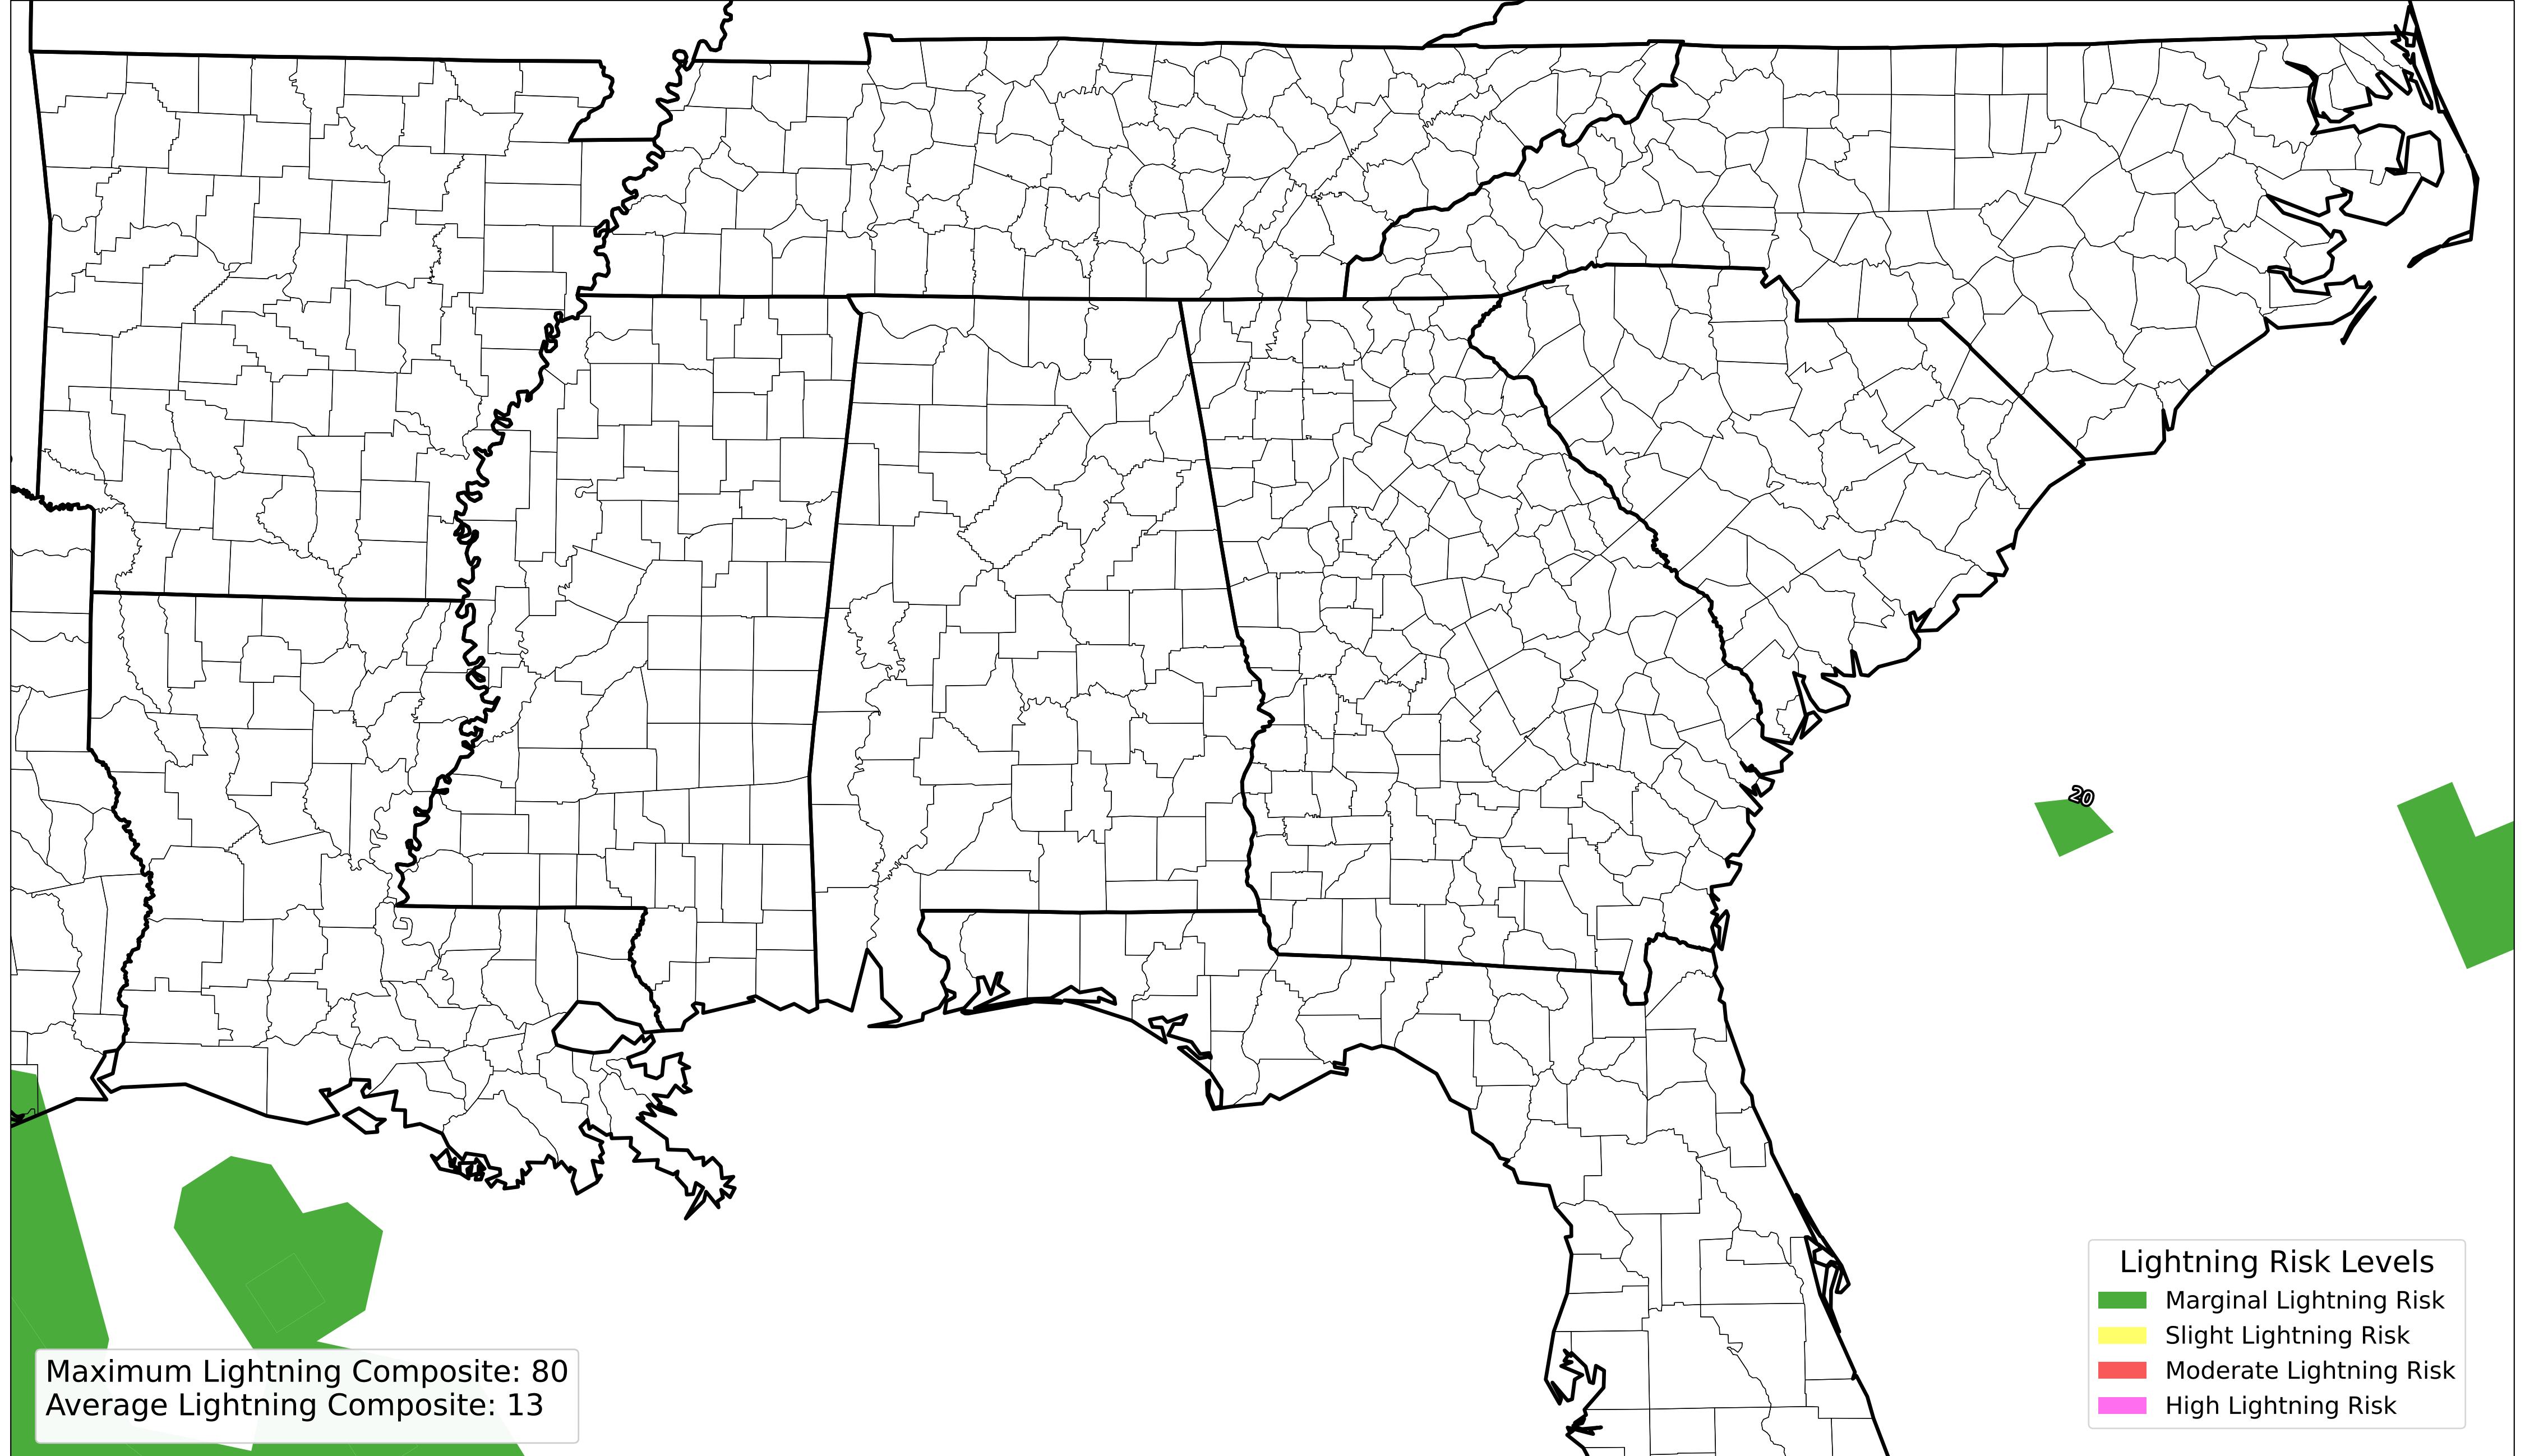 20
Maximum Lightning Composite: 80
Average Lightning Composite: 13
Lightning Risk Levels
Marginal Lightning Risk
Slight Lightning Risk
Moderate Lightning Risk
High Lightning Risk